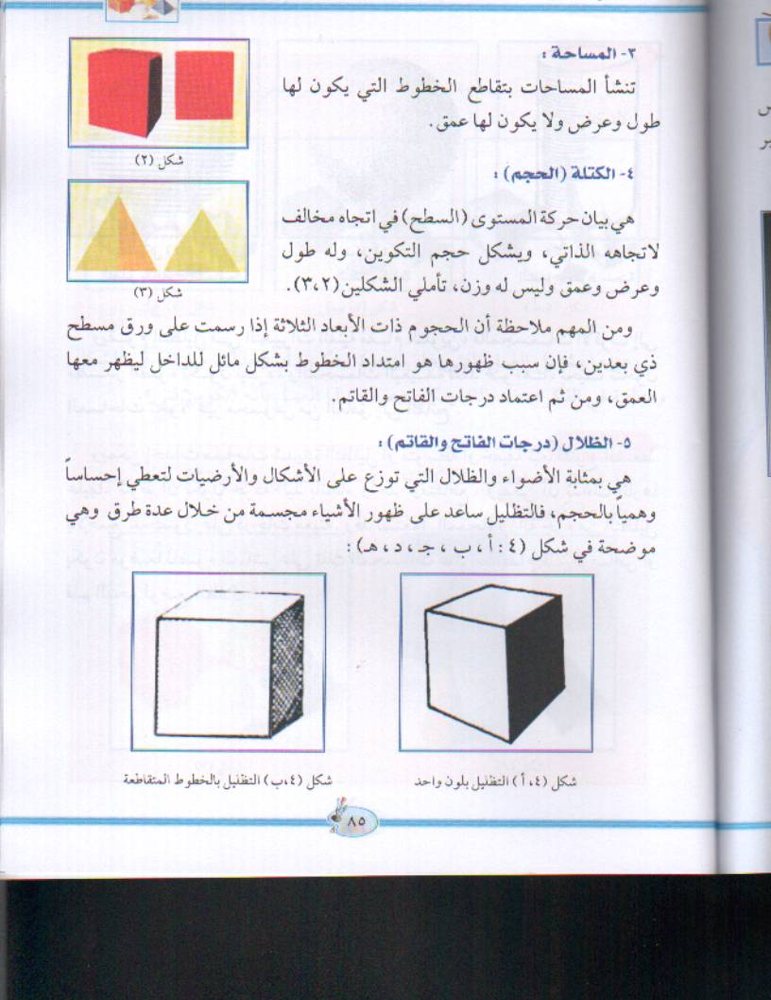 ٣- المساحة :
تنشأ المساحات بتقاطع الخطوط التي يكون لها
طول وعرض ولا يكون لها عمق.
شكل (٢)
٤- الكتلة (الحجم) :
هي بيان حركة المستوى (السطح) في اتجاه مخالف
لاتجاهه الذاتي، ويشكل حجم التكوين، وله طول
وعرض وعمق وليس له وزن، تأملي الشكلين(٣،٢).
شكل (٣)
ومن المهم ملاحظة أن الحجوم ذات الأبعاد الثلاثة إذا رسمت على ورق مسطح
ذي بعدين، فإن سبب ظهورها هو امتداد الخطوط بشكل مائل للداخل ليظهر معها
العمق، ومن ثم اعتماد درجات الفاتح والقاتم.
٥- الظلال (درجات الفاتح والقاتم) :
هي بمثابة الأضواء والظلال التي توزع على الأشكال والأرضيات لتعطي إحساساً
وهمياً بالحجم، فالتظليل ساعد على ظهور الأشياء مجسمة من خلال عدة طرق وهي
موضحة في شكل (٤ : أ ، ب ، جـ ، د ، هـ) :
شكل (٤، أ) التظليل بلون واحد
شكل (٤،ب) التظليل بالخطوط المتقاطعة
٨٥